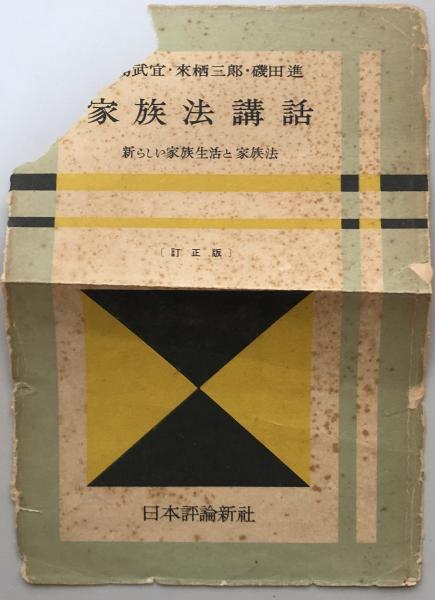 武宜・來栖三郎・磯田進
家族法講話
新らしい家族生活と家族法
〔訂正版〕
日本評論新社